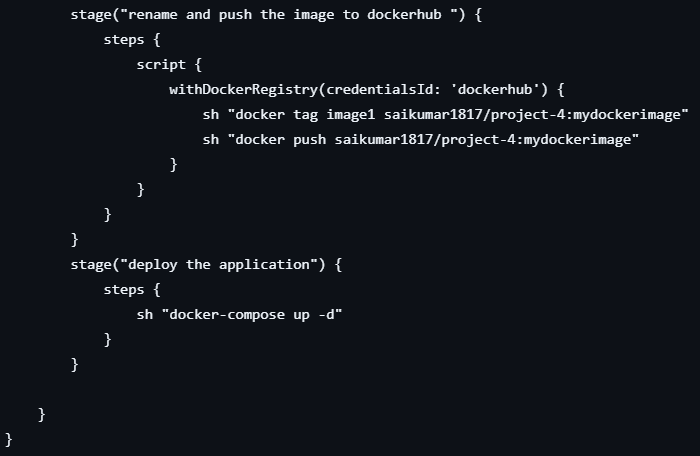 stage("rename and push the image to dockerhub ") {
steps {
script {
withDockerRegistry(credentialsId: 'dockerhub') {
sh "docker tag image1 saikumar1817/project-4:mydockerimage"
sh "docker push saikumar1817/project-4:mydockerimage"
}
}
}
}
stage("deploy the application") {
steps {
sh "docker-compose up -d"
}
}
}
}